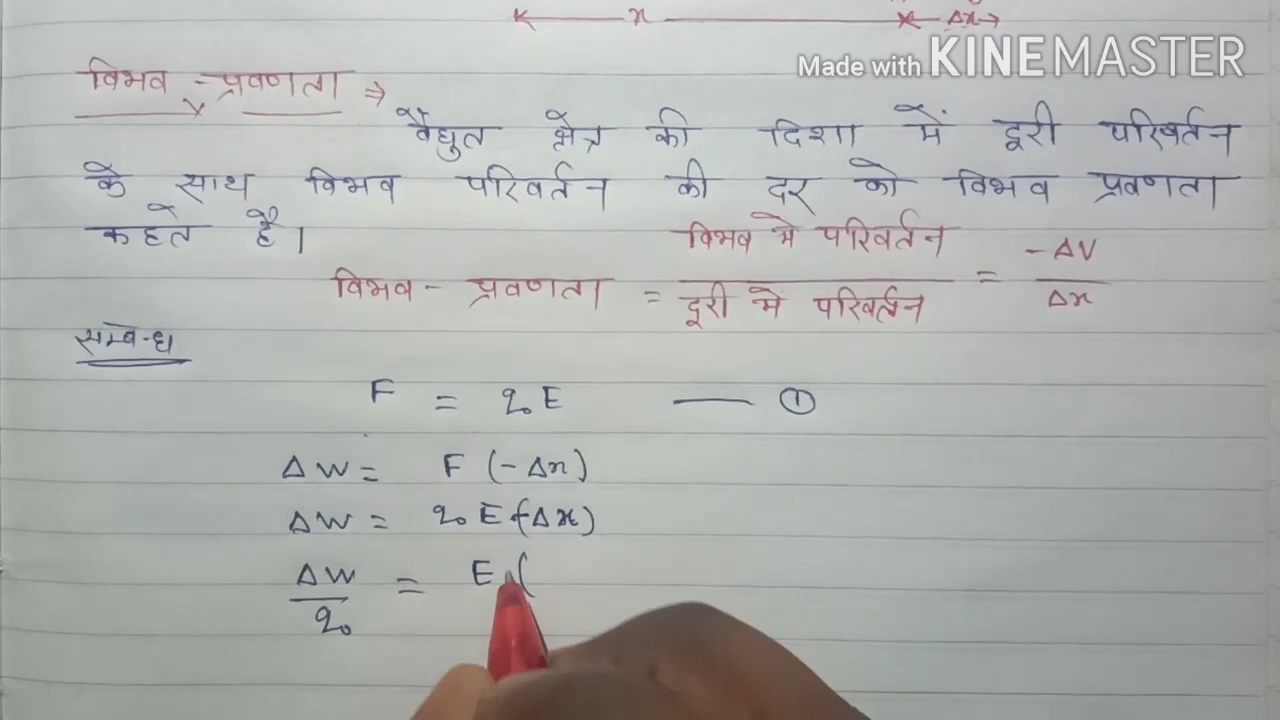 x Δx
Made with KINEMASTER
विभव - प्रवणता ⇒
वैद्युत क्षेत्र की दिशा में दूरी परिवर्तन
के साथ विभव परिवर्तन की दर को विभव प्रवणता
कहते है।
विभव - प्रवणता = विभव मे परिवर्तन / दूरी मे परिवर्तन = -ΔV / Δx
सम्बन्ध
F = q₀E — ①
ΔW = F (-Δx)
ΔW = q₀ E (-Δx)
ΔW / q₀ = E (